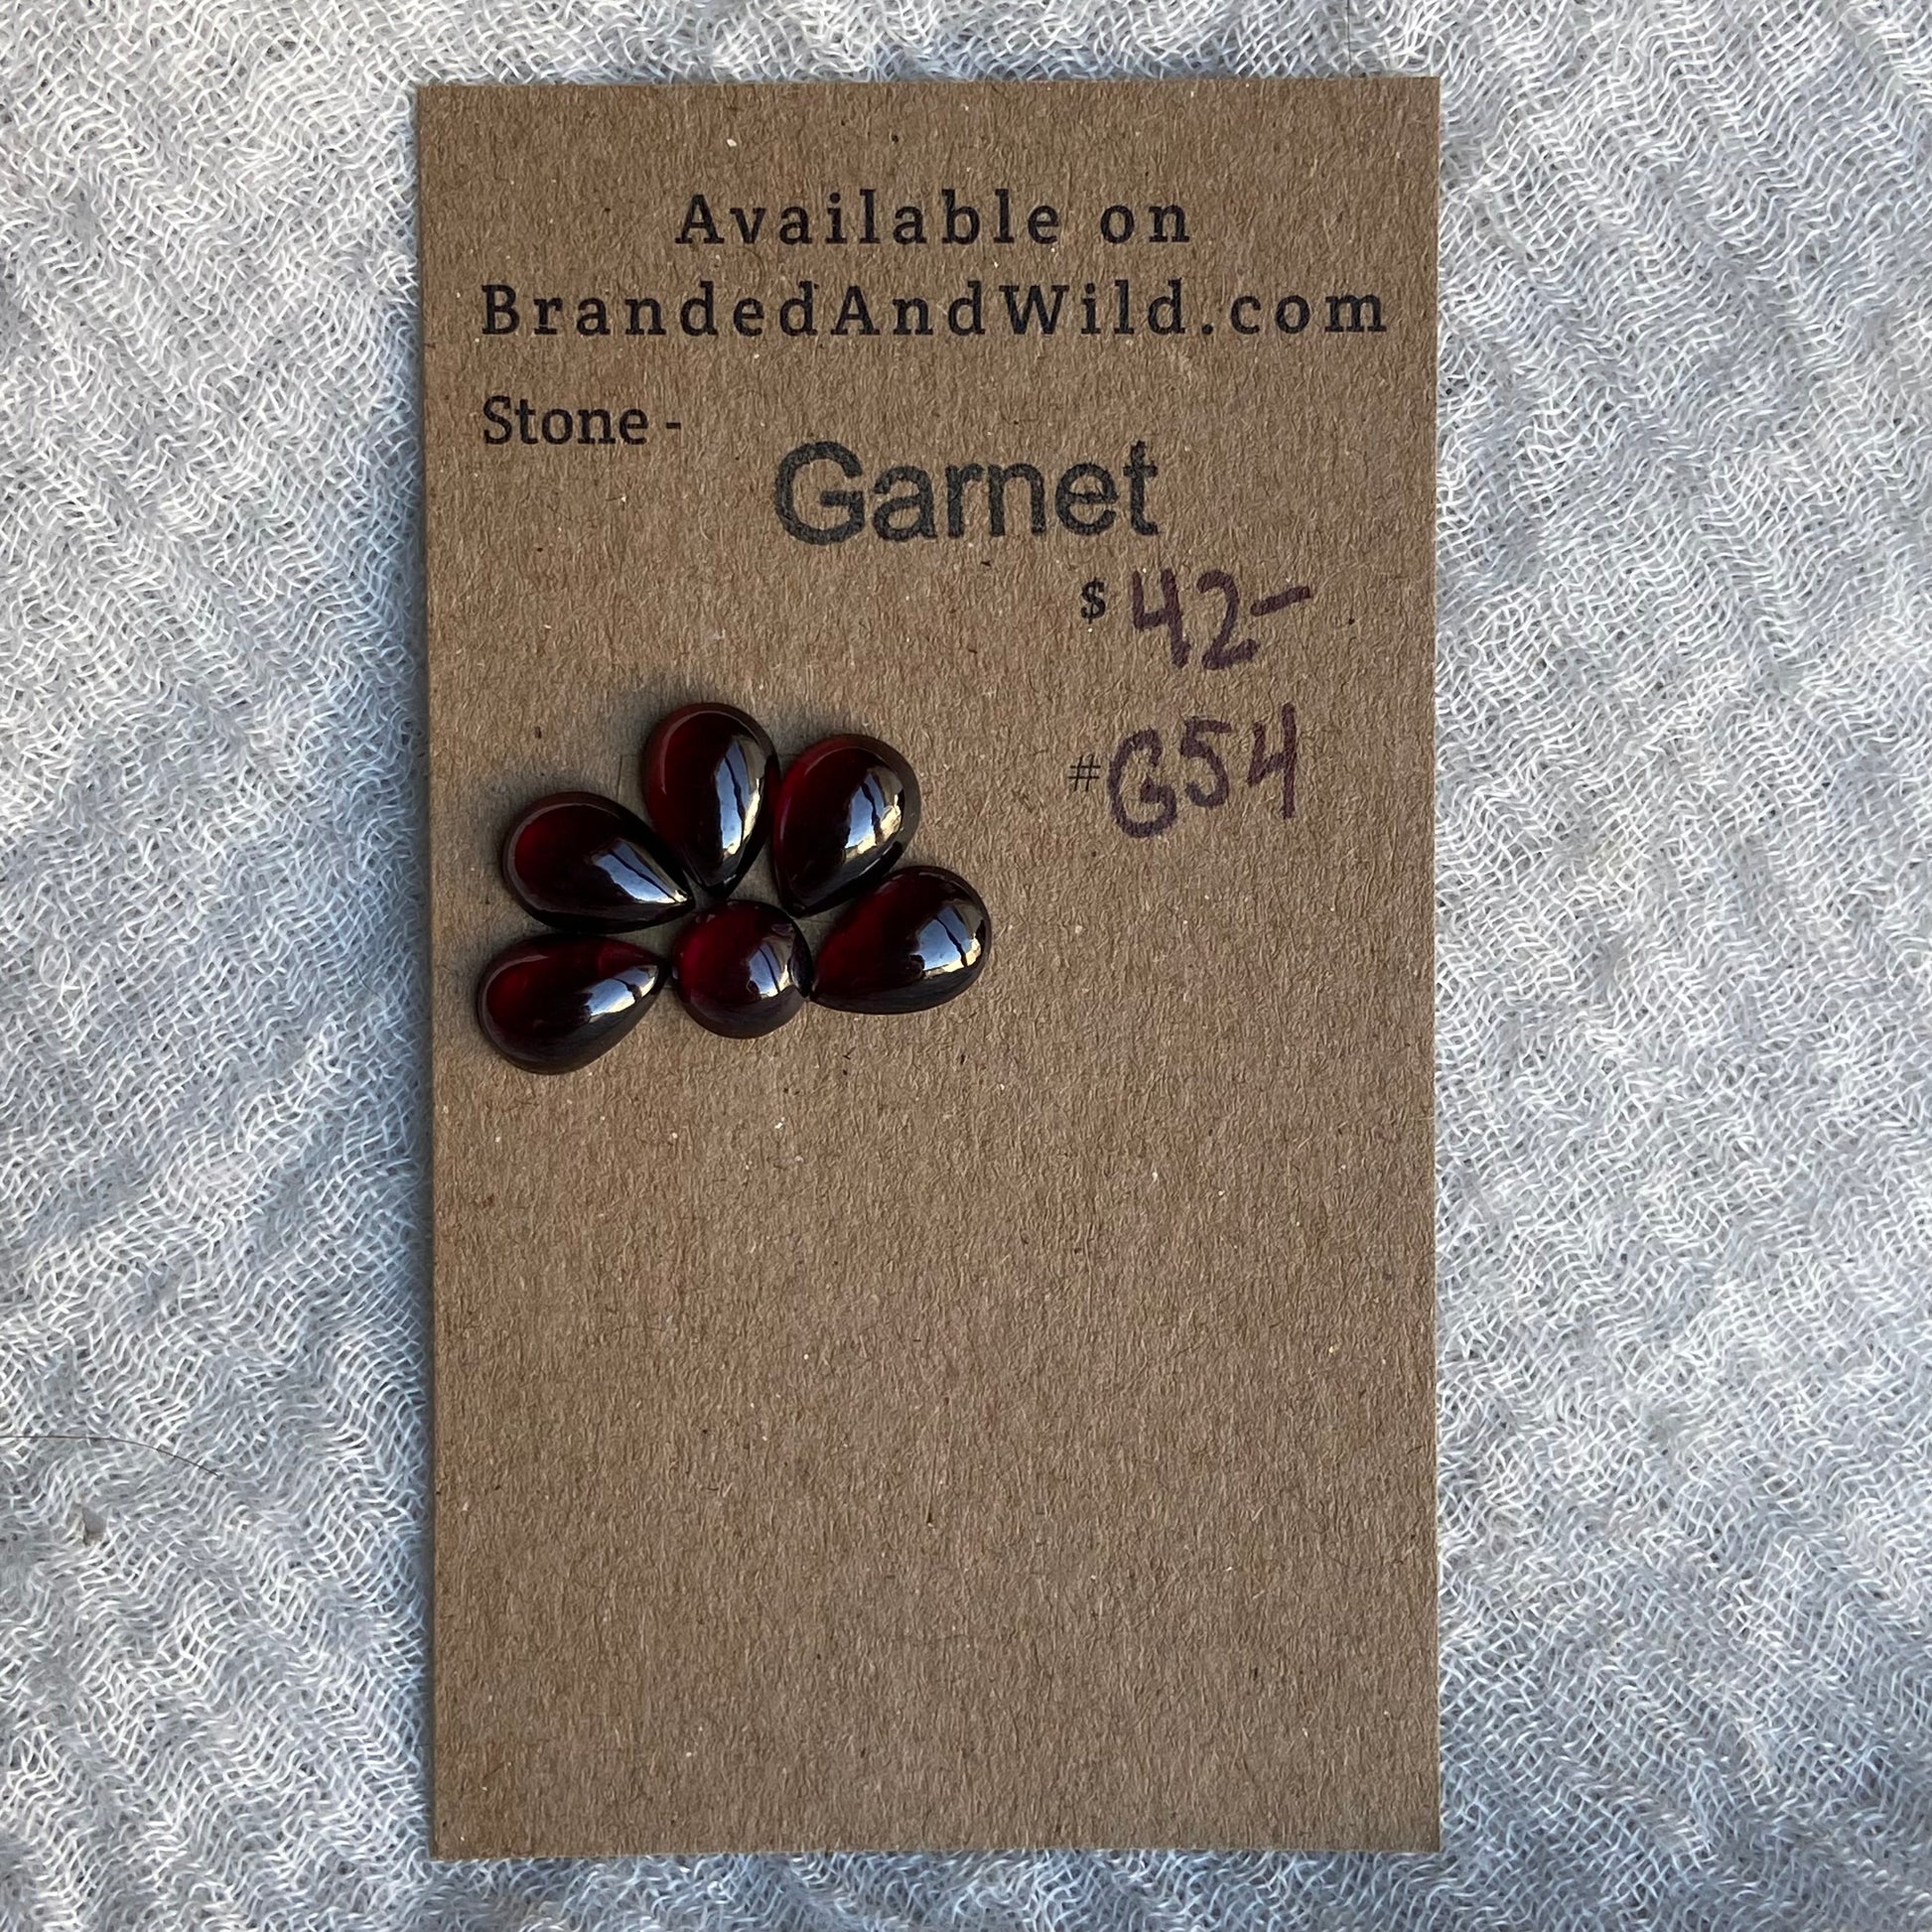 Available on
BrandedAndWild.com
Stone -
Garnet
$ 42-
# G54